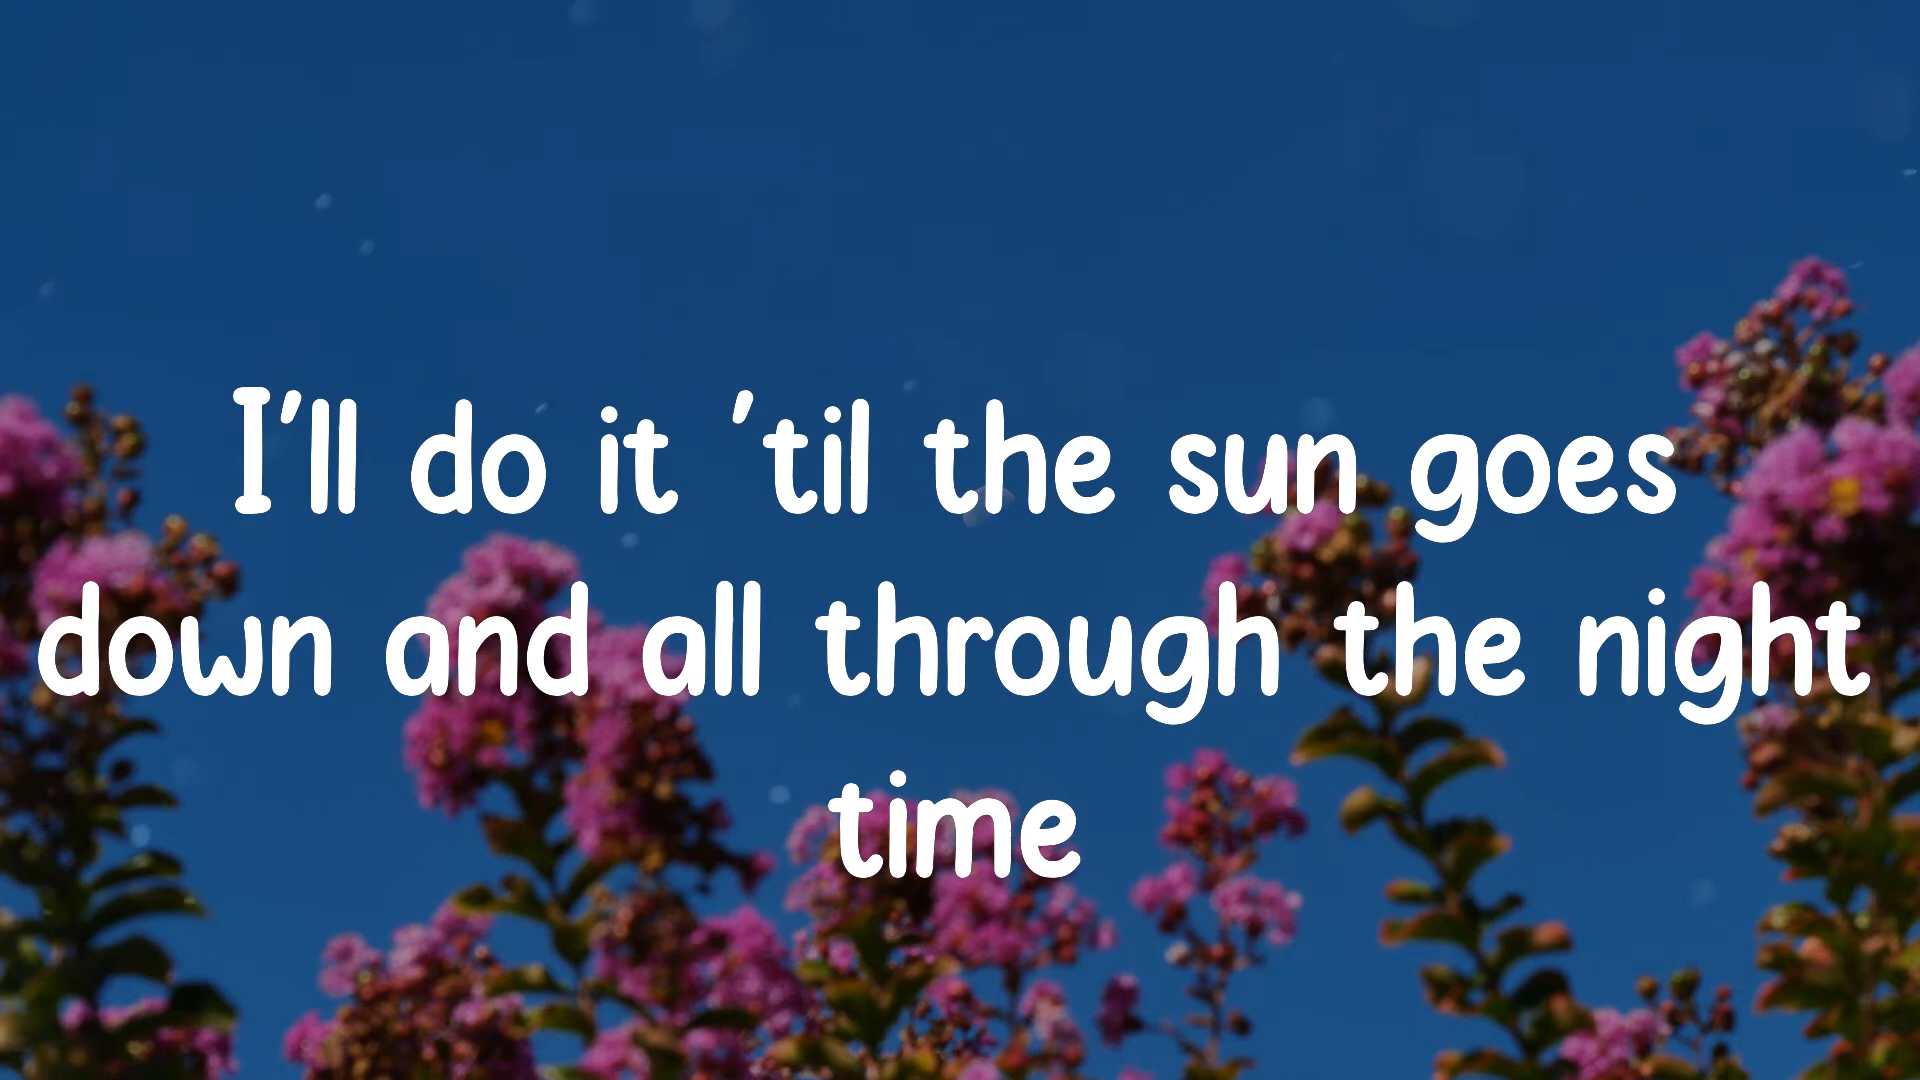 I'll do it 'til the sun goes
down and all through the night
time